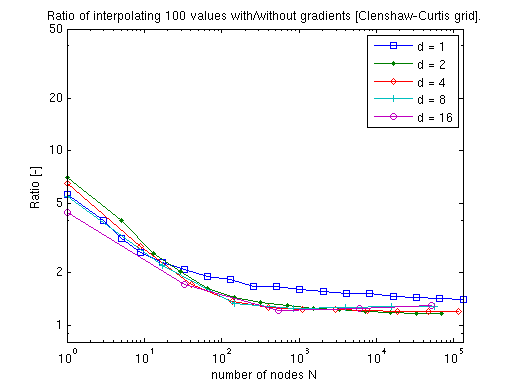 Ratio of interpolating 100 values with/without gradients [Clenshaw-Curtis grid].
50
20
10
5
2
1
Ratio [-]
d = 1
d = 2
d = 4
d = 8
d = 16
10^0 10^1 10^2 10^3 10^4 10^5
number of nodes N